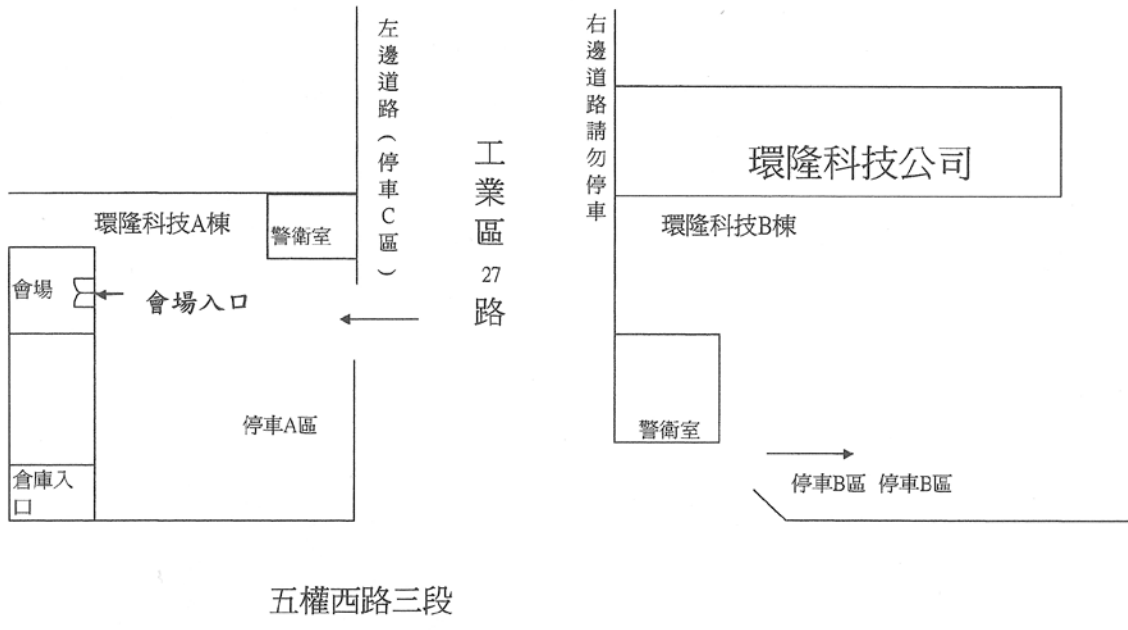 左邊道路（停車C區）
工業區27路
右邊道路請勿停車
環隆科技公司
環隆科技A棟
警衛室
環隆科技B棟
會場
會場入口
停車A區
警衛室
倉庫入
口
停車B區 停車B區
五權西路三段